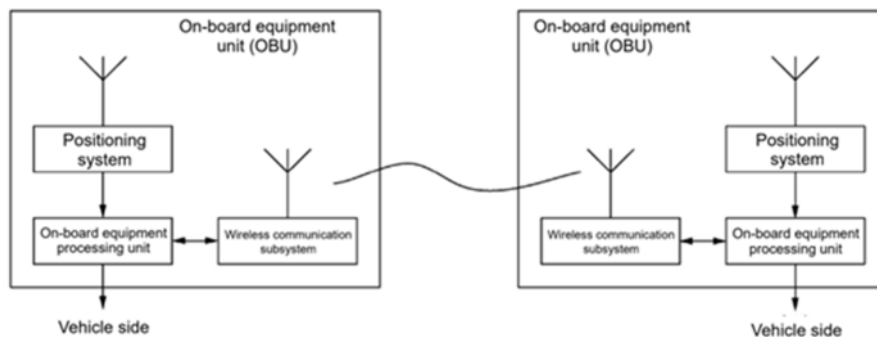 On-board equipment
unit (OBU)
Positioning
system
On-board equipment
processing unit
Wireless communication
subsystem
Vehicle side
On-board equipment
unit (OBU)
Positioning
system
Wireless communication
subsystem
On-board equipment
processing unit
Vehicle side